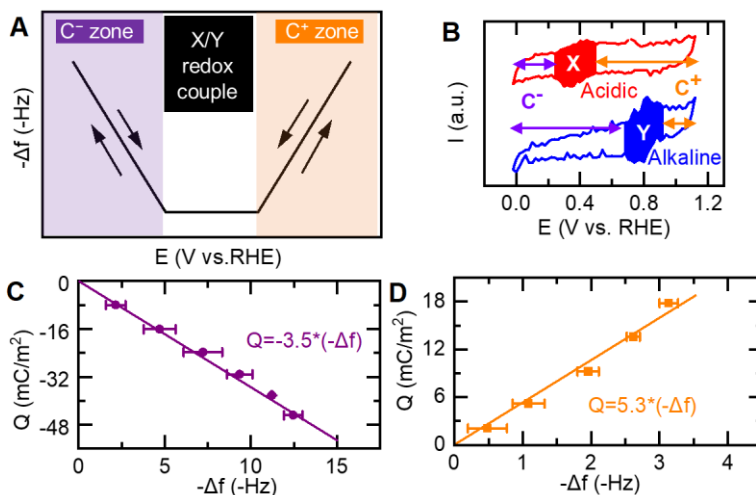 A
C⁻ zone
X/Y
redox
couple
C⁺ zone
-Δf (-Hz)
E (V vs.RHE)
B
X
Acidic
C⁻
C⁺
Y
Alkaline
I (a.u.)
0.0 0.4 0.8 1.2
E (V vs. RHE)
C
0
-16
-32
-48
Q (mC/m²)
Q=-3.5*(-Δf)
0 5 10 15
-Δf (-Hz)
D
18
12
6
0
Q (mC/m²)
Q=5.3*(-Δf)
0 1 2 3 4
-Δf (-Hz)